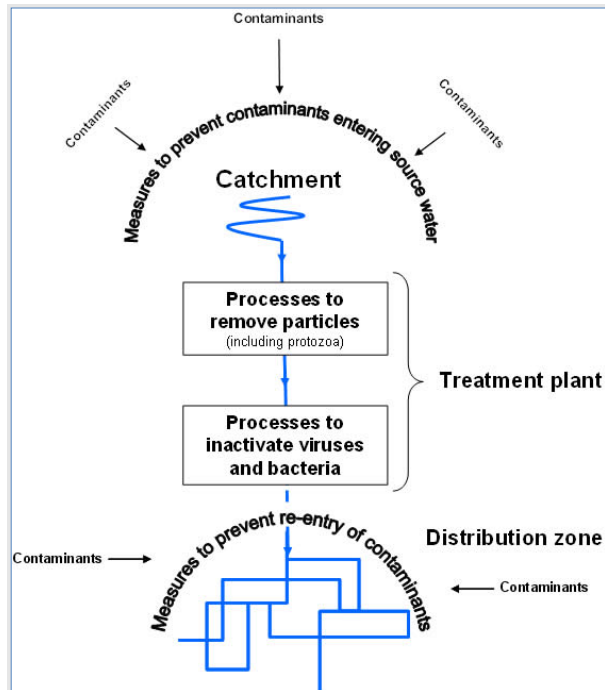 Contaminants
Contaminants
Contaminants
Measures to prevent contaminants entering source water
Catchment
Processes to
remove particles
(including protozoa)
Treatment plant
Processes to
inactivate viruses
and bacteria
Measures to prevent re-entry of contaminants
Distribution zone
Contaminants
Contaminants